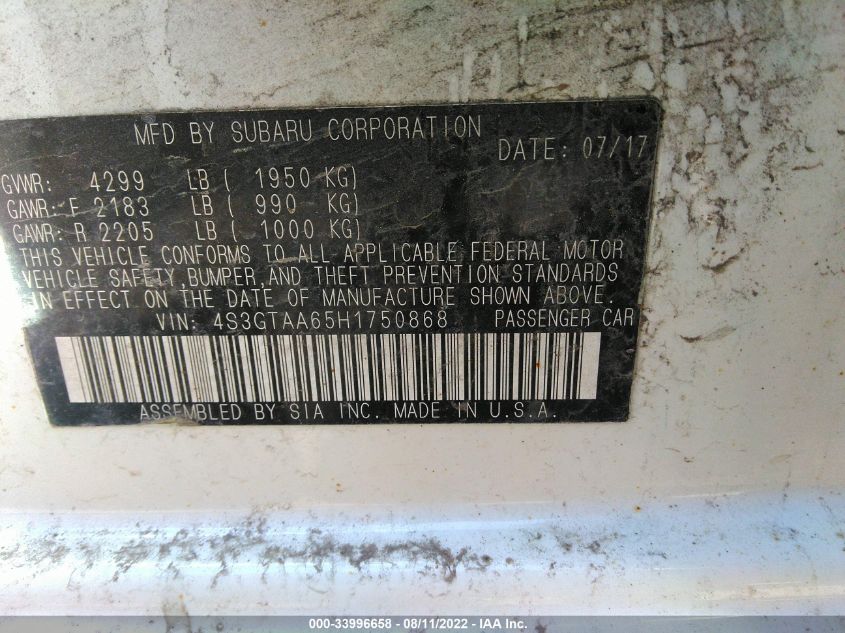 MFD BY SUBARU CORPORATION
DATE: 07/17
GVWR: 4299 LB ( 1950 KG)
GAWR: F 2183 LB ( 990 KG)
GAWR: R 2205 LB ( 1000 KG)
THIS VEHICLE CONFORMS TO ALL APPLICABLE FEDERAL MOTOR
VEHICLE SAFETY,BUMPER,AND THEFT PREVENTION STANDARDS
IN EFFECT ON THE DATE OF MANUFACTURE SHOWN ABOVE.
VIN: 4S3GTAA65H1750868 PASSENGER CAR
ASSEMBLED BY SIA INC. MADE IN U.S.A.
000-33996658 - 08/11/2022 - IAA Inc.